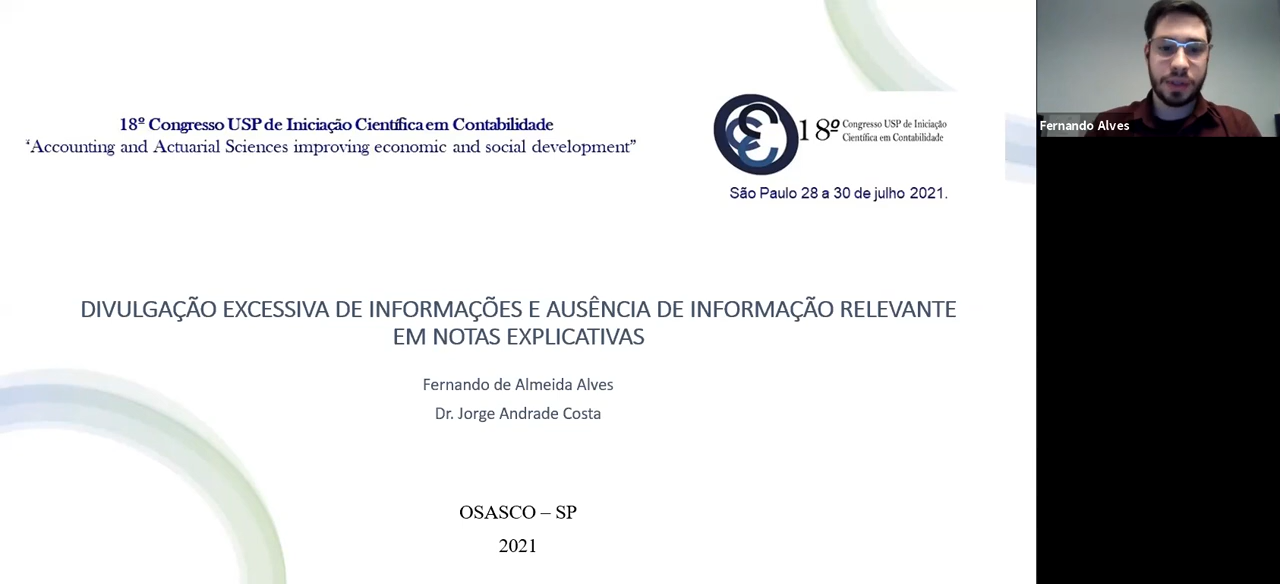 18º Congresso USP de Iniciação Científica em Contabilidade
“Accounting and Actuarial Sciences improving economic and social development”
18º Congresso USP de Iniciação
Científica em Contabilidade
São Paulo 28 a 30 de julho 2021.
DIVULGAÇÃO EXCESSIVA DE INFORMAÇÕES E AUSÊNCIA DE INFORMAÇÃO RELEVANTE
EM NOTAS EXPLICATIVAS
Fernando de Almeida Alves
Dr. Jorge Andrade Costa
OSASCO – SP
2021
Fernando Alves